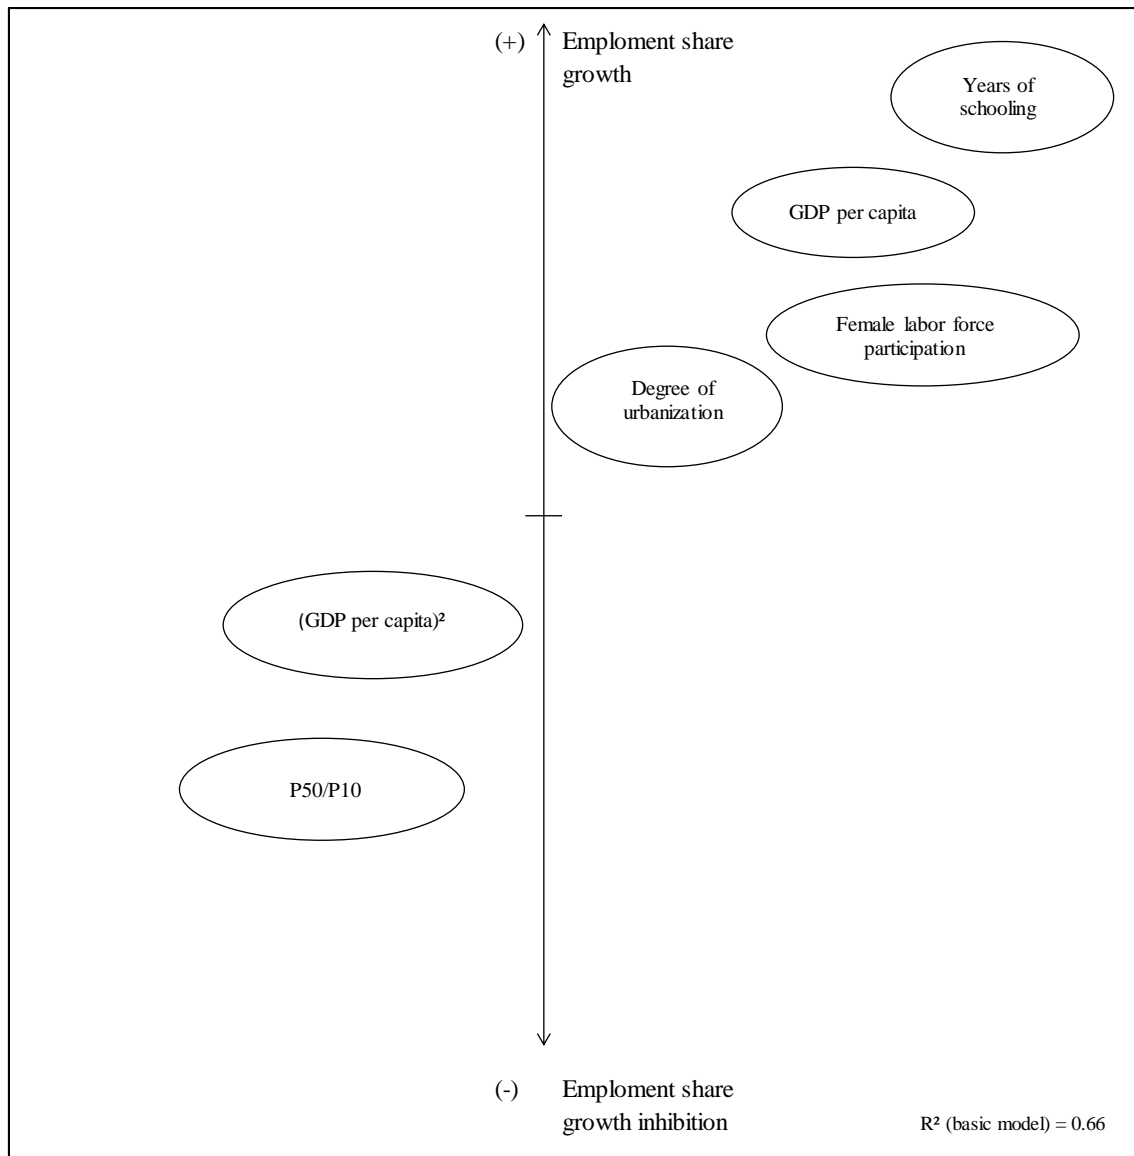 (+) Emploment share
growth
Years of
schooling
GDP per capita
Female labor force
participation
Degree of
urbanization
(GDP per capita)²
P50/P10
(-) Emploment share
growth inhibition
R² (basic model) = 0.66